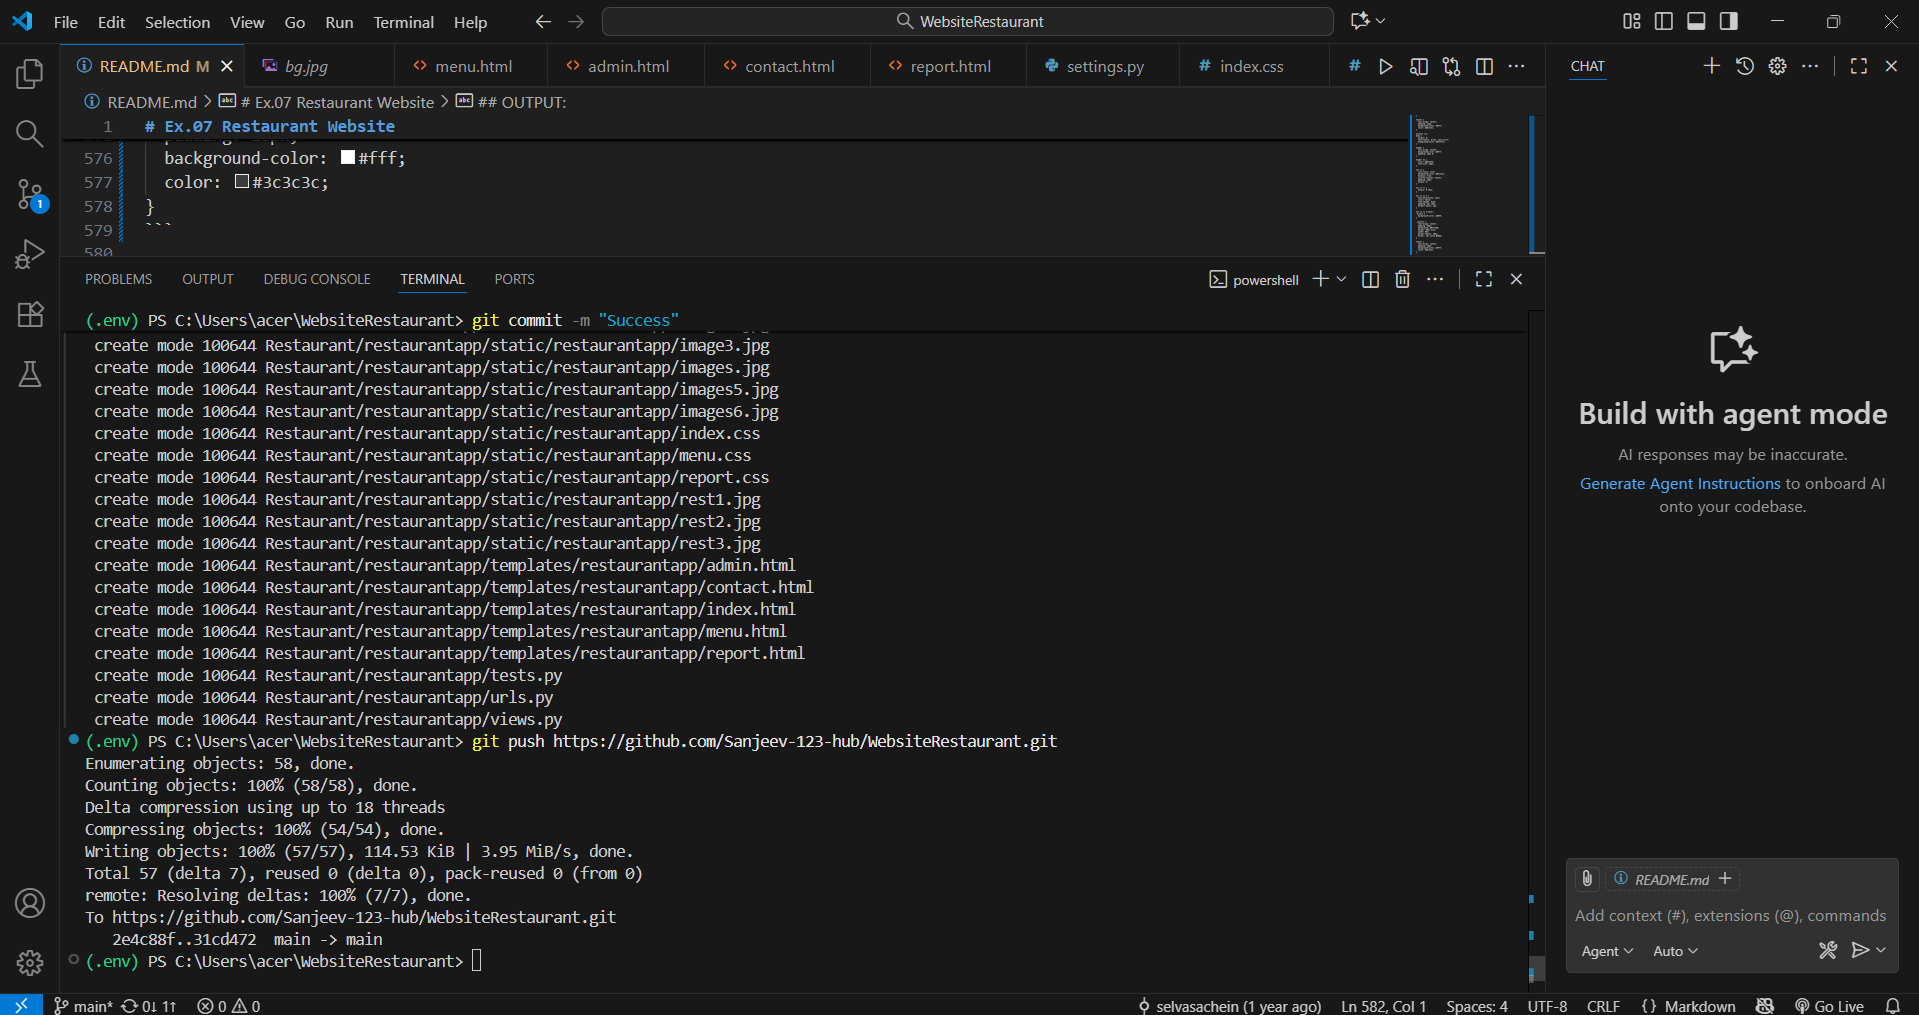 File Edit Selection View Go Run Terminal Help
WebsiteRestaurant
README.md M
bg.jpg
menu.html
admin.html
contact.html
report.html
settings.py
# index.css
#
CHAT
README.md > # Ex.07 Restaurant Website > ## OUTPUT:
1 # Ex.07 Restaurant Website
576 background-color: #fff;
577 color: #3c3c3c;
578 }
579 ```
580
PROBLEMS OUTPUT DEBUG CONSOLE TERMINAL PORTS
powershell
(.env) PS C:\Users\acer\WebsiteRestaurant> git commit -m "Success"
create mode 100644 Restaurant/restaurantapp/static/restaurantapp/image3.jpg
create mode 100644 Restaurant/restaurantapp/static/restaurantapp/images.jpg
create mode 100644 Restaurant/restaurantapp/static/restaurantapp/images5.jpg
create mode 100644 Restaurant/restaurantapp/static/restaurantapp/images6.jpg
create mode 100644 Restaurant/restaurantapp/static/restaurantapp/index.css
create mode 100644 Restaurant/restaurantapp/static/restaurantapp/menu.css
create mode 100644 Restaurant/restaurantapp/static/restaurantapp/report.css
create mode 100644 Restaurant/restaurantapp/static/restaurantapp/rest1.jpg
create mode 100644 Restaurant/restaurantapp/static/restaurantapp/rest2.jpg
create mode 100644 Restaurant/restaurantapp/static/restaurantapp/rest3.jpg
create mode 100644 Restaurant/restaurantapp/templates/restaurantapp/admin.html
create mode 100644 Restaurant/restaurantapp/templates/restaurantapp/contact.html
create mode 100644 Restaurant/restaurantapp/templates/restaurantapp/index.html
create mode 100644 Restaurant/restaurantapp/templates/restaurantapp/menu.html
create mode 100644 Restaurant/restaurantapp/templates/restaurantapp/report.html
create mode 100644 Restaurant/restaurantapp/tests.py
create mode 100644 Restaurant/restaurantapp/urls.py
create mode 100644 Restaurant/restaurantapp/views.py
(.env) PS C:\Users\acer\WebsiteRestaurant> git push https://github.com/Sanjeev-123-hub/WebsiteRestaurant.git
Enumerating objects: 58, done.
Counting objects: 100% (58/58), done.
Delta compression using up to 18 threads
Compressing objects: 100% (54/54), done.
Writing objects: 100% (57/57), 114.53 KiB | 3.95 MiB/s, done.
Total 57 (delta 7), reused 0 (delta 0), pack-reused 0 (from 0)
remote: Resolving deltas: 100% (7/7), done.
To https://github.com/Sanjeev-123-hub/WebsiteRestaurant.git
2e4c88f..31cd472 main -> main
(.env) PS C:\Users\acer\WebsiteRestaurant>
Build with agent mode
AI responses may be inaccurate.
Generate Agent Instructions to onboard AI
onto your codebase.
README.md +
Add context (#), extensions (@), commands
Agent
Auto
1
main* 0↓ 1↑ 0 0
selvasachein (1 year ago)
Ln 582, Col 1
Spaces: 4
UTF-8
CRLF
{} Markdown
Go Live